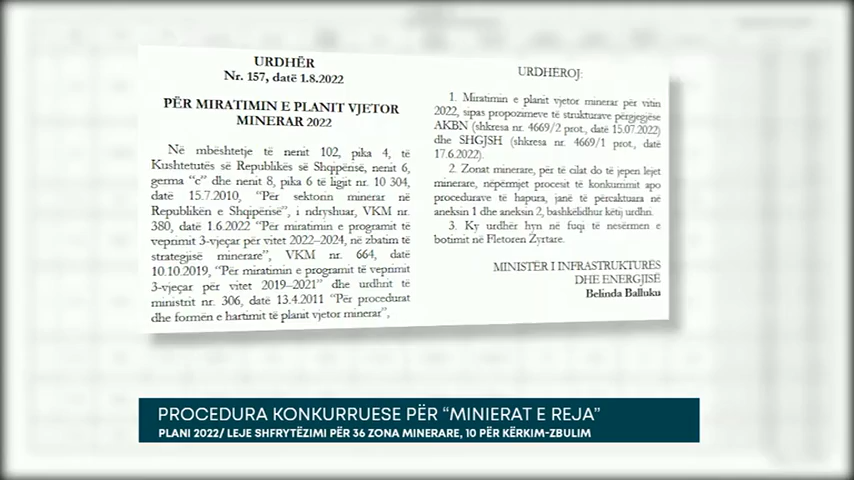 URDHËR
Nr. 157, datë 1.8.2022
PËR MIRATIMIN E PLANIT VJETOR
MINERAR 2022
Në mbështetje të nenit 102, pika 4, të
Kushtetutës së Republikës së Shqipërisë, nenit 6,
germa “c” dhe nenit 8, pika 6 të ligjit nr. 10 304,
datë 15.7.2010, “Për sektorin minerar në
Republikën e Shqipërisë”, i ndryshuar, VKM nr.
380, datë 1.6.2022 “Për miratimin e programit të
veprimit 3-vjeçar për vitet 2022–2024, në zbatim të
strategjisë minerare”, VKM nr. 664, datë
10.10.2019, “Për miratimin e programit të veprimit
3-vjeçar për vitet 2019–2021” dhe urdhrit të
ministrit nr. 306, datë 13.4.2011 “Për procedurat
dhe formën e hartimit të planit vjetor minerar”,
URDHËROJ:
1. Miratimin e planit vjetor minerar për vitin
2022, sipas propozimeve të strukturave përgjegjëse
AKBN (shkresa nr. 4669/2 prot., datë 15.07.2022)
dhe SHGJSH (shkresa nr. 4669/1 prot., datë
17.6.2022).
2. Zonat minerare, për të cilat do të jepen lejet
minerare, nëpërmjet procesit të konkurrimit apo
procedurave të hapura, janë të përcaktuara në
aneksin 1 dhe aneksin 2, bashkëlidhur këtij urdhri.
3. Ky urdhër hyn në fuqi të nesërmen e
botimit në Fletoren Zyrtare.
MINISTËR I INFRASTRUKTURËS
DHE ENERGJISË
Belinda Balluku
PROCEDURA KONKURRUESE PËR “MINIERAT E REJA”
PLANI 2022/ LEJE SHFRYTËZIMI PËR 36 ZONA MINERARE, 10 PËR KËRKIM-ZBULIM